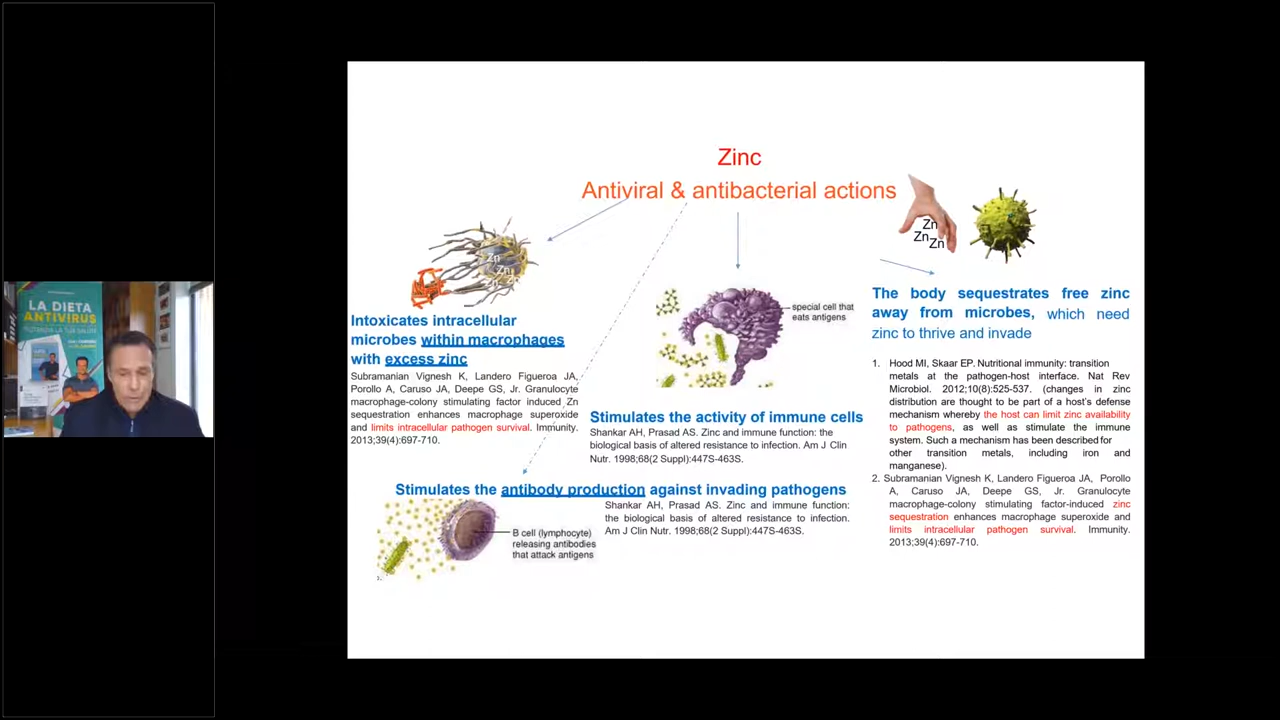 Zinc
Antiviral & antibacterial actions
Zn
Zn
Zn
Zn
Zn
Intoxicates intracellular
microbes within macrophages
with excess zinc
Subramanian Vignesh K, Landero Figueroa JA,
Porollo A, Caruso JA, Deepe GS, Jr. Granulocyte
macrophage-colony stimulating factor induced Zn
sequestration enhances macrophage superoxide
and limits intracellular pathogen survival. Immunity.
2013;39(4):697-710.
special cell that
eats antigens
Stimulates the activity of immune cells
Shankar AH, Prasad AS. Zinc and immune function: the
biological basis of altered resistance to infection. Am J Clin
Nutr. 1998;68(2 Suppl):447S-463S.
Stimulates the antibody production against invading pathogens
Shankar AH, Prasad AS. Zinc and immune function:
the biological basis of altered resistance to infection.
Am J Clin Nutr. 1998;68(2 Suppl):447S-463S.
B cell (lymphocyte)
releasing antibodies
that attack antigens
The body sequestrates free zinc
away from microbes, which need
zinc to thrive and invade
1. Hood MI, Skaar EP. Nutritional immunity: transition
metals at the pathogen-host interface. Nat Rev
Microbiol. 2012;10(8):525-537. (changes in zinc
distribution are thought to be part of a host's defense
mechanism whereby the host can limit zinc availability
to pathogens, as well as stimulate the immune
system. Such a mechanism has been described for
other transition metals, including iron and
manganese).
2. Subramanian Vignesh K, Landero Figueroa JA, Porollo
A, Caruso JA, Deepe GS, Jr. Granulocyte
macrophage-colony stimulating factor-induced zinc
sequestration enhances macrophage superoxide and
limits intracellular pathogen survival. Immunity.
2013;39(4):697-710.
LA DIETA
ANTIVIRUS